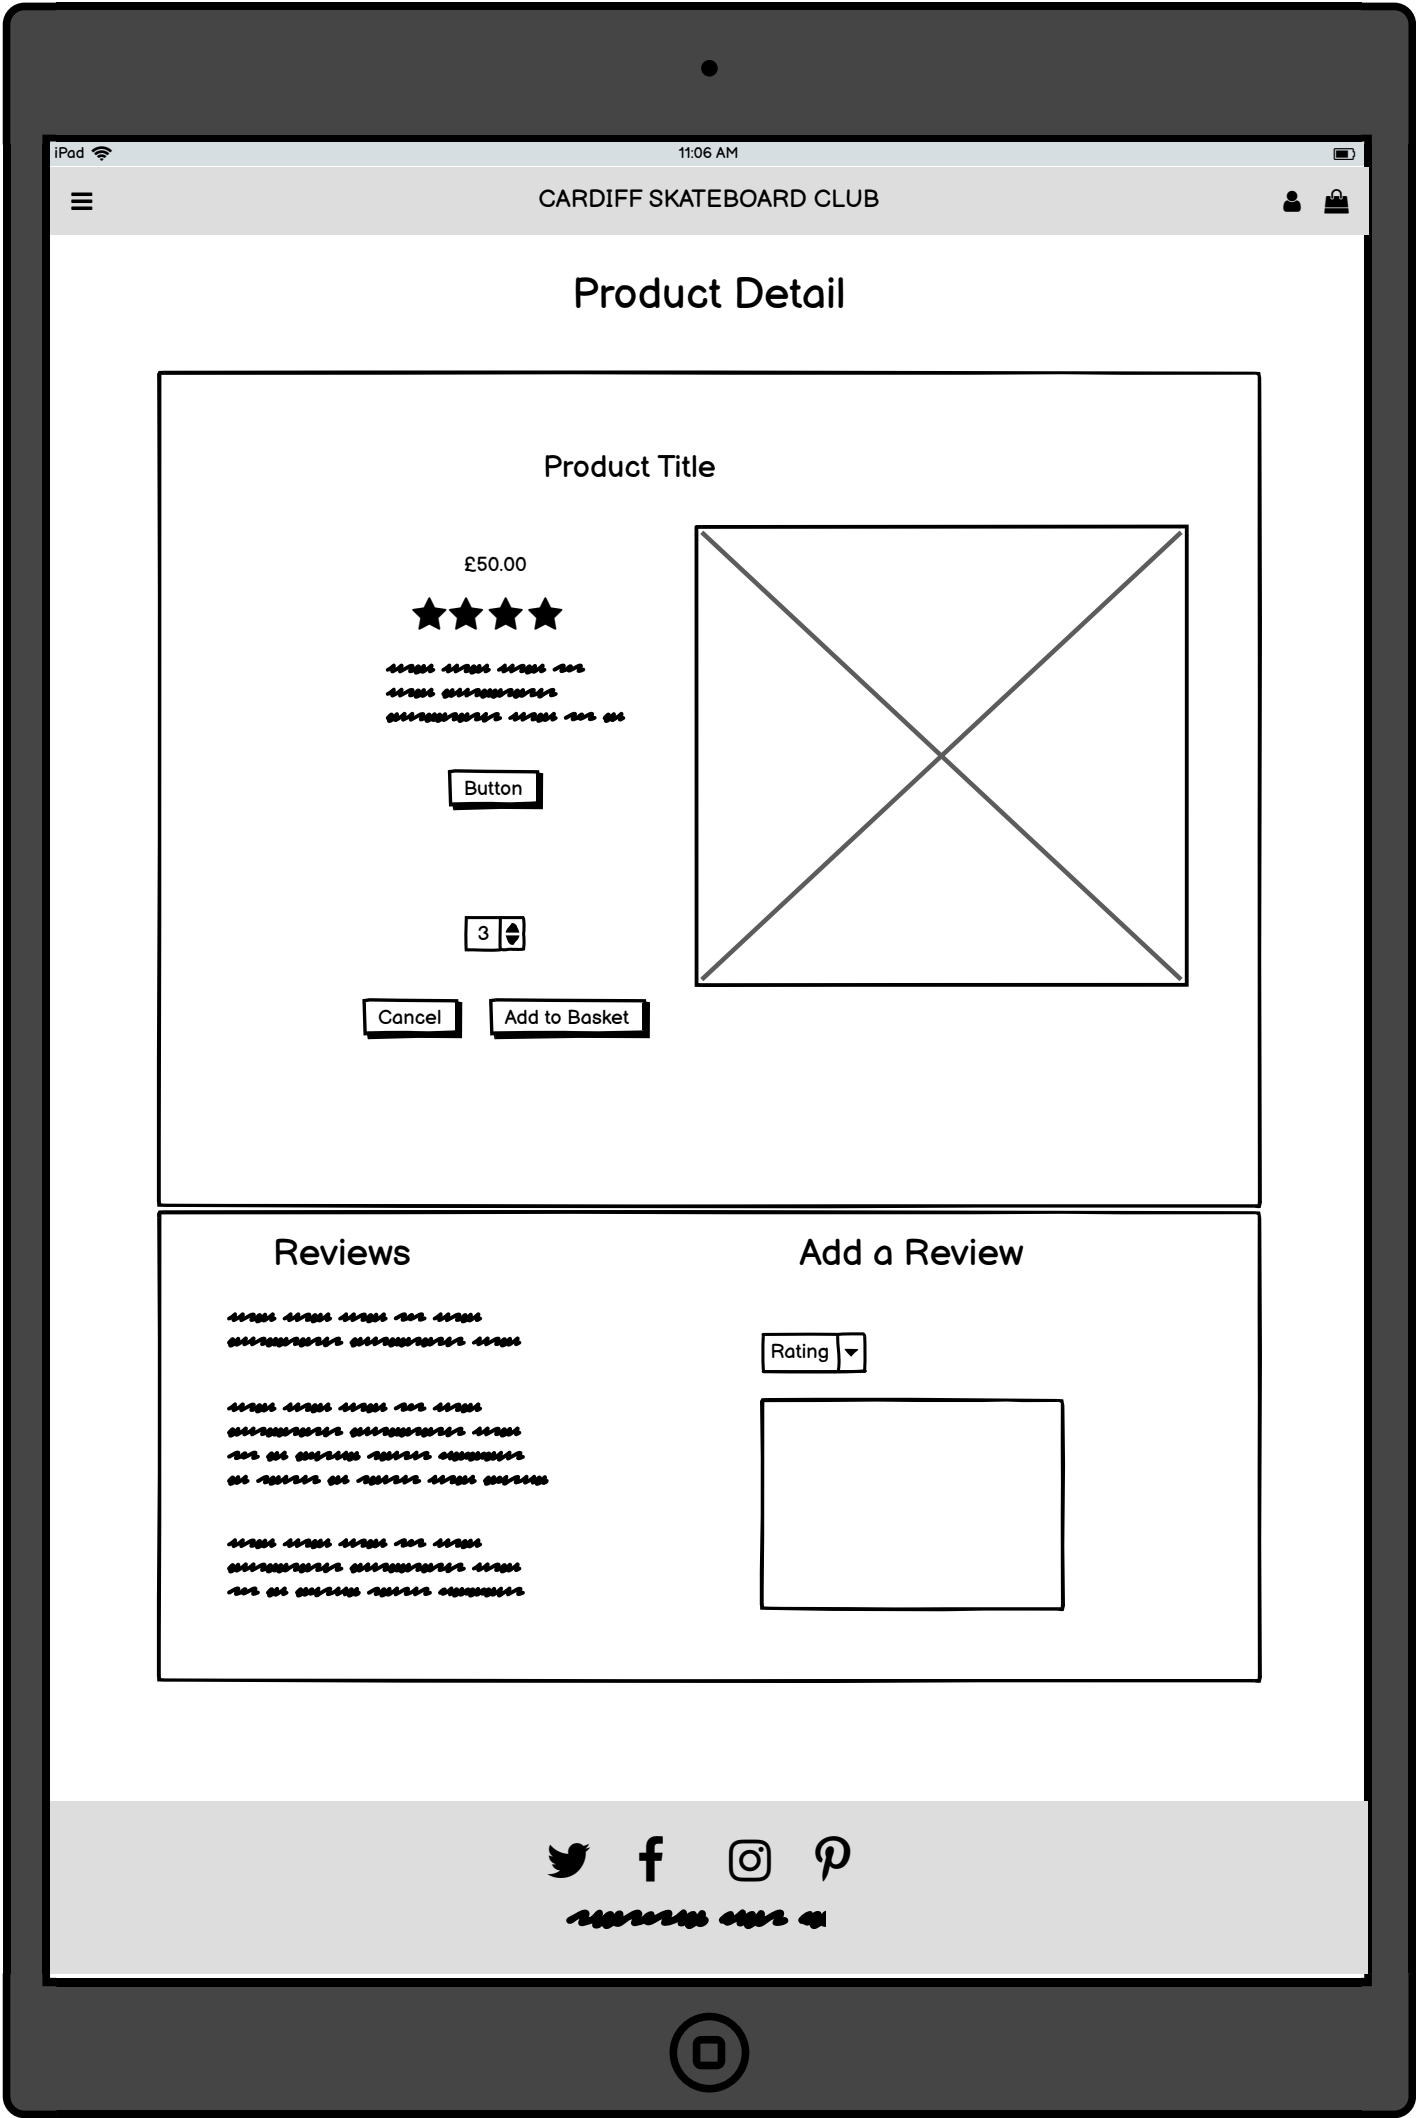 iPad
11:06 AM
CARDIFF SKATEBOARD CLUB
Product Detail
Product Title
£50.00
Button
3
Cancel
Add to Basket
Reviews
Add a Review
Rating